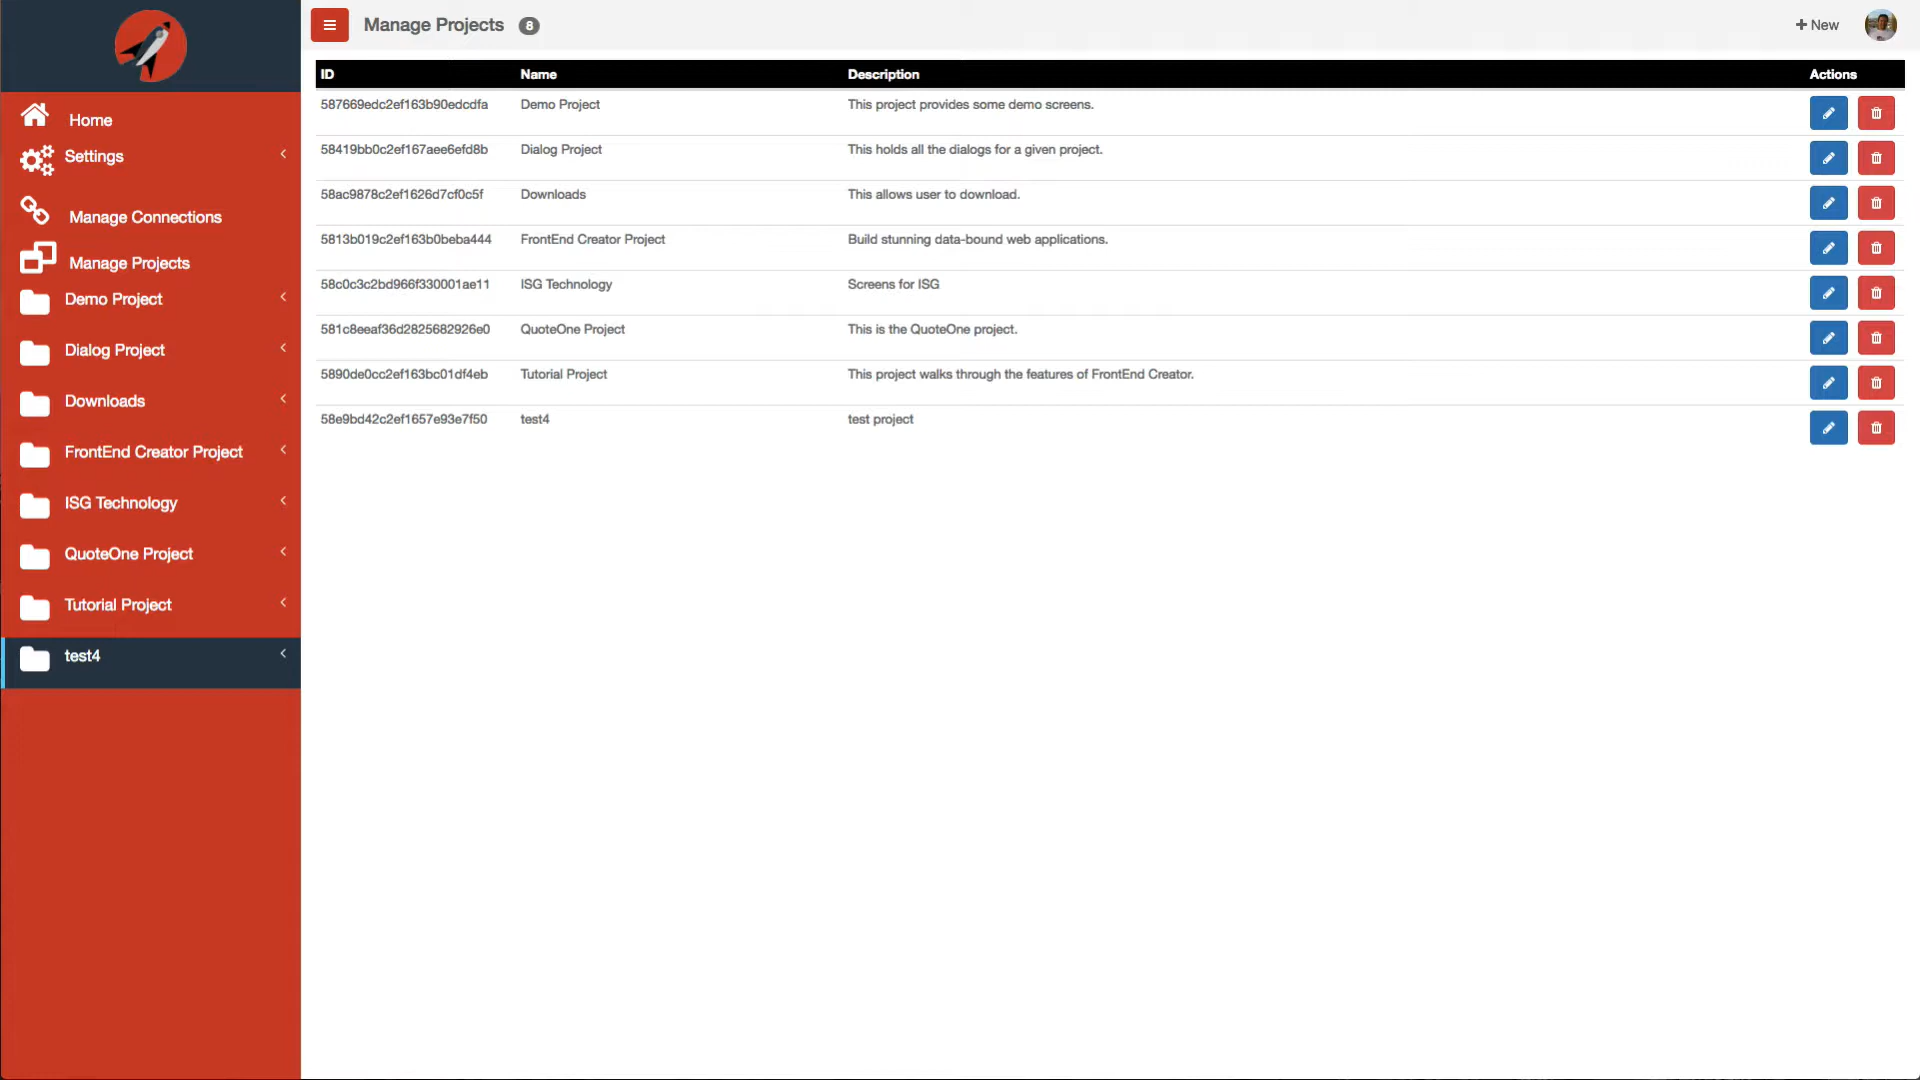 Manage Projects 8
+ New
Home
Settings
Manage Connections
Manage Projects
Demo Project
Dialog Project
Downloads
FrontEnd Creator Project
ISG Technology
QuoteOne Project
Tutorial Project
test4
ID Name Description Actions
587669edc2ef163b90edcdfa Demo Project This project provides some demo screens.
58419bb0c2ef167aee6efd8b Dialog Project This holds all the dialogs for a given project.
58ac9878c2ef1626d7cf0c5f Downloads This allows user to download.
5813b019c2ef163b0beba444 FrontEnd Creator Project Build stunning data-bound web applications.
58c0c3c2bd966f330001ae11 ISG Technology Screens for ISG
581c8eeaf36d2825682926e0 QuoteOne Project This is the QuoteOne project.
5890de0cc2ef163bc01df4eb Tutorial Project This project walks through the features of FrontEnd Creator.
58e9bd42c2ef1657e93e7f50 test4 test project